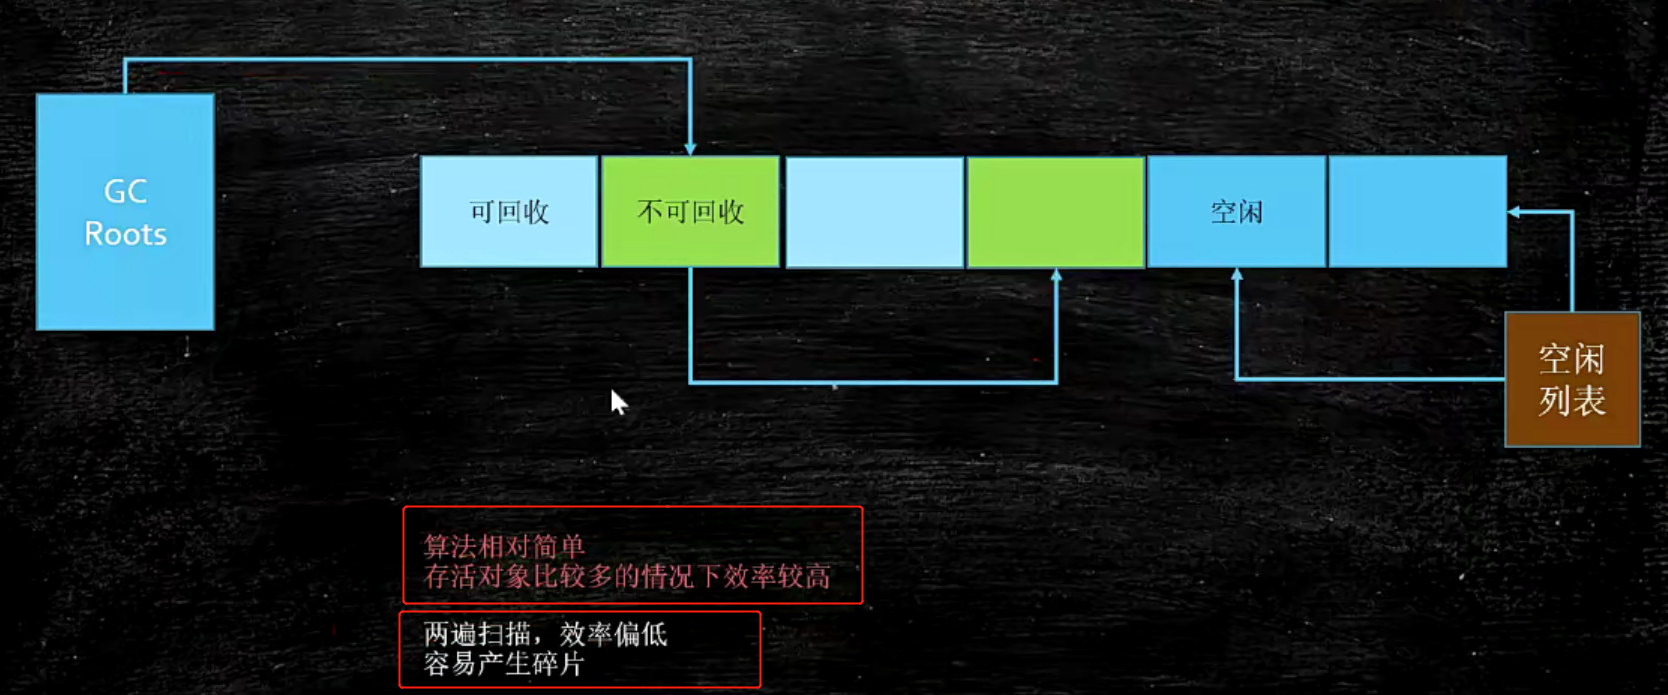 GC
Roots
可回收
不可回收
空闲
空闲
列表
算法相对简单
存活对象比较多的情况下效率较高
两遍扫描，效率偏低
容易产生碎片